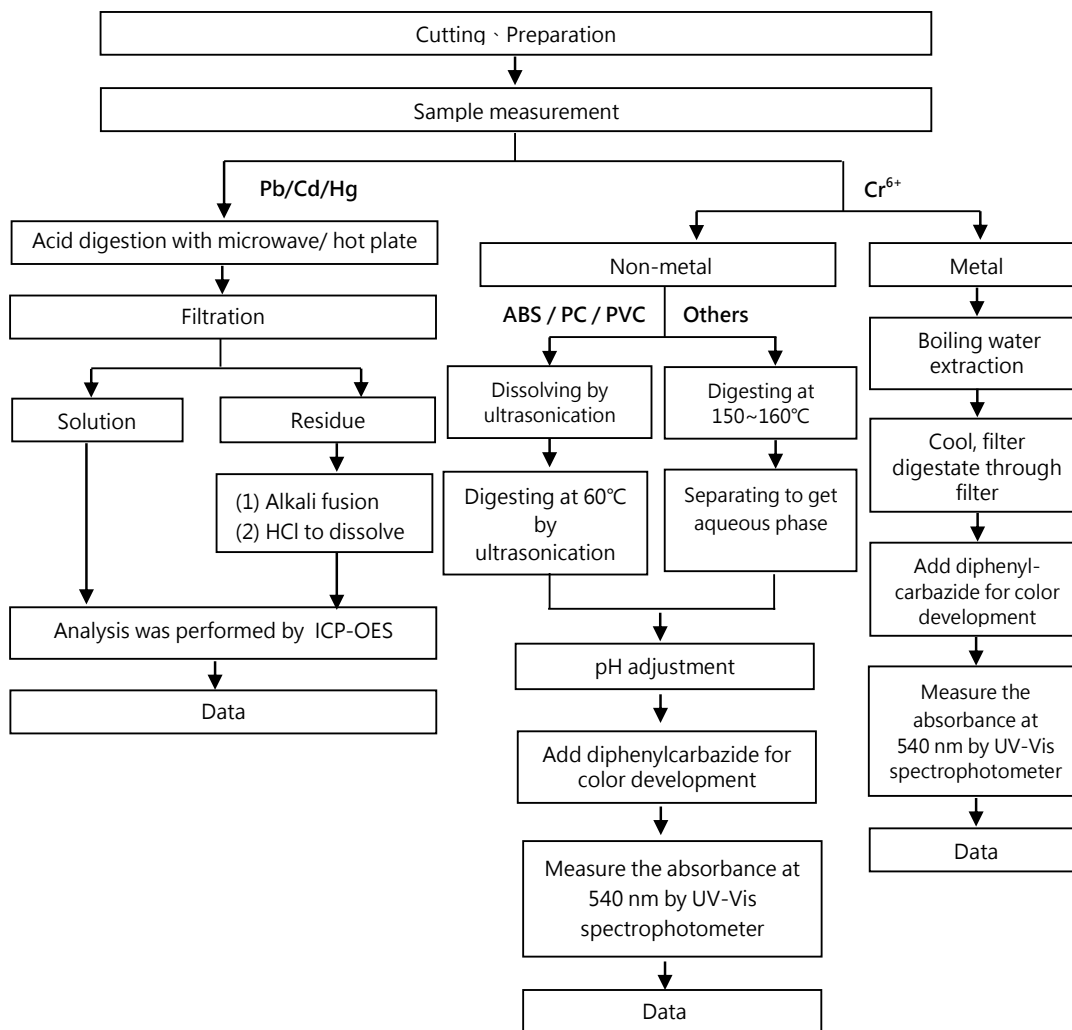 Cutting、Preparation
Sample measurement
Pb/Cd/Hg
Cr6+
Acid digestion with microwave/ hot plate
Filtration
Solution
Residue
(1) Alkali fusion
(2) HCl to dissolve
Analysis was performed by ICP-OES
Data
Non-metal
ABS / PC / PVC
Others
Dissolving by
ultrasonication
Digesting at 60℃
by
ultrasonication
Digesting at
150~160℃
Separating to get
aqueous phase
pH adjustment
Add diphenylcarbazide for
color development
Measure the absorbance at
540 nm by UV-Vis
spectrophotometer
Data
Metal
Boiling water
extraction
Cool, filter
digestate through
filter
Add diphenyl-
carbazide for color
development
Measure the
absorbance at
540 nm by UV-Vis
spectrophotometer
Data